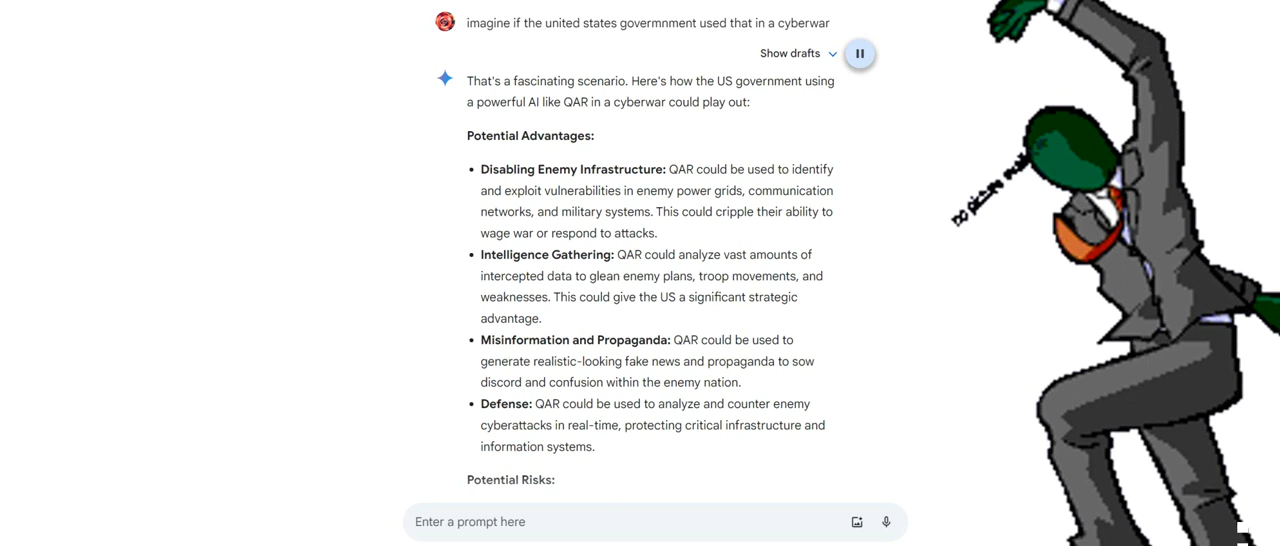 imagine if the united states govermnment used that in a cyberwar
Show drafts
That's a fascinating scenario. Here's how the US government using
a powerful AI like QAR in a cyberwar could play out:
Potential Advantages:
• Disabling Enemy Infrastructure: QAR could be used to identify
and exploit vulnerabilities in enemy power grids, communication
networks, and military systems. This could cripple their ability to
wage war or respond to attacks.
• Intelligence Gathering: QAR could analyze vast amounts of
intercepted data to glean enemy plans, troop movements, and
weaknesses. This could give the US a significant strategic
advantage.
• Misinformation and Propaganda: QAR could be used to
generate realistic-looking fake news and propaganda to sow
discord and confusion within the enemy nation.
• Defense: QAR could be used to analyze and counter enemy
cyberattacks in real-time, protecting critical infrastructure and
information systems.
Potential Risks:
Enter a prompt here
no picture